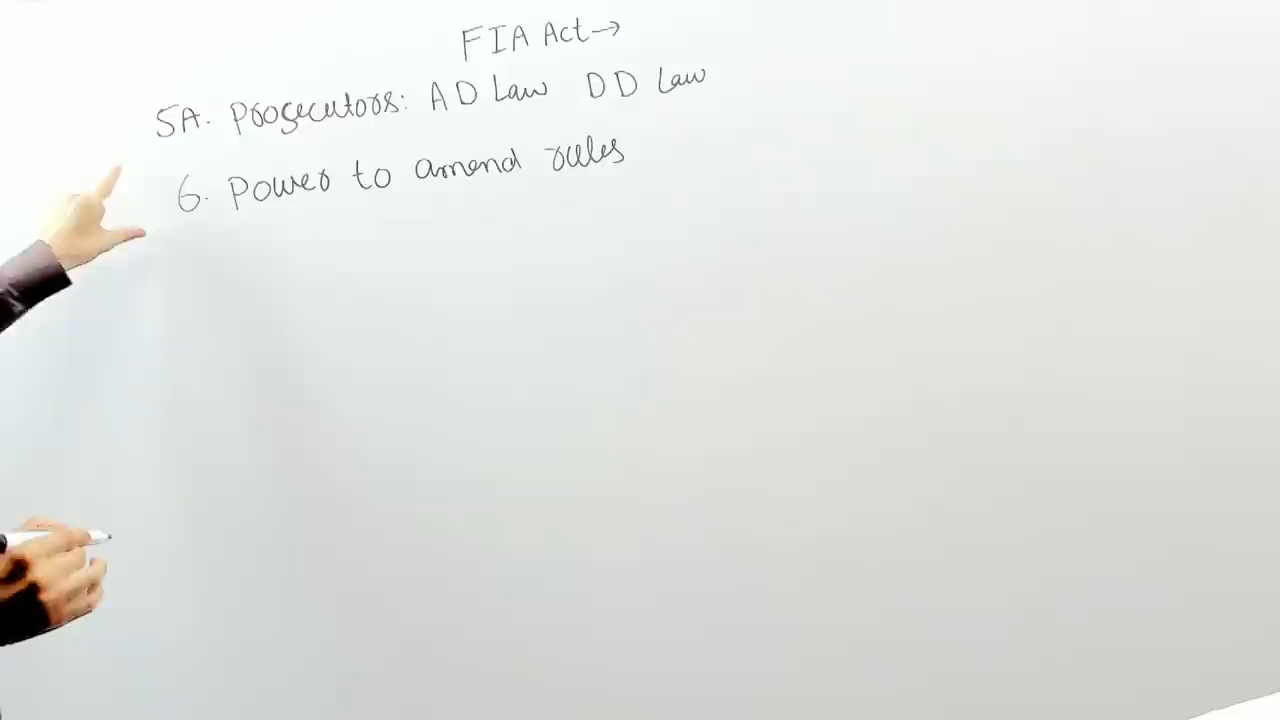 FIA Act→
5A. Prosecutors: AD Law DD Law
6. Power to amend rules